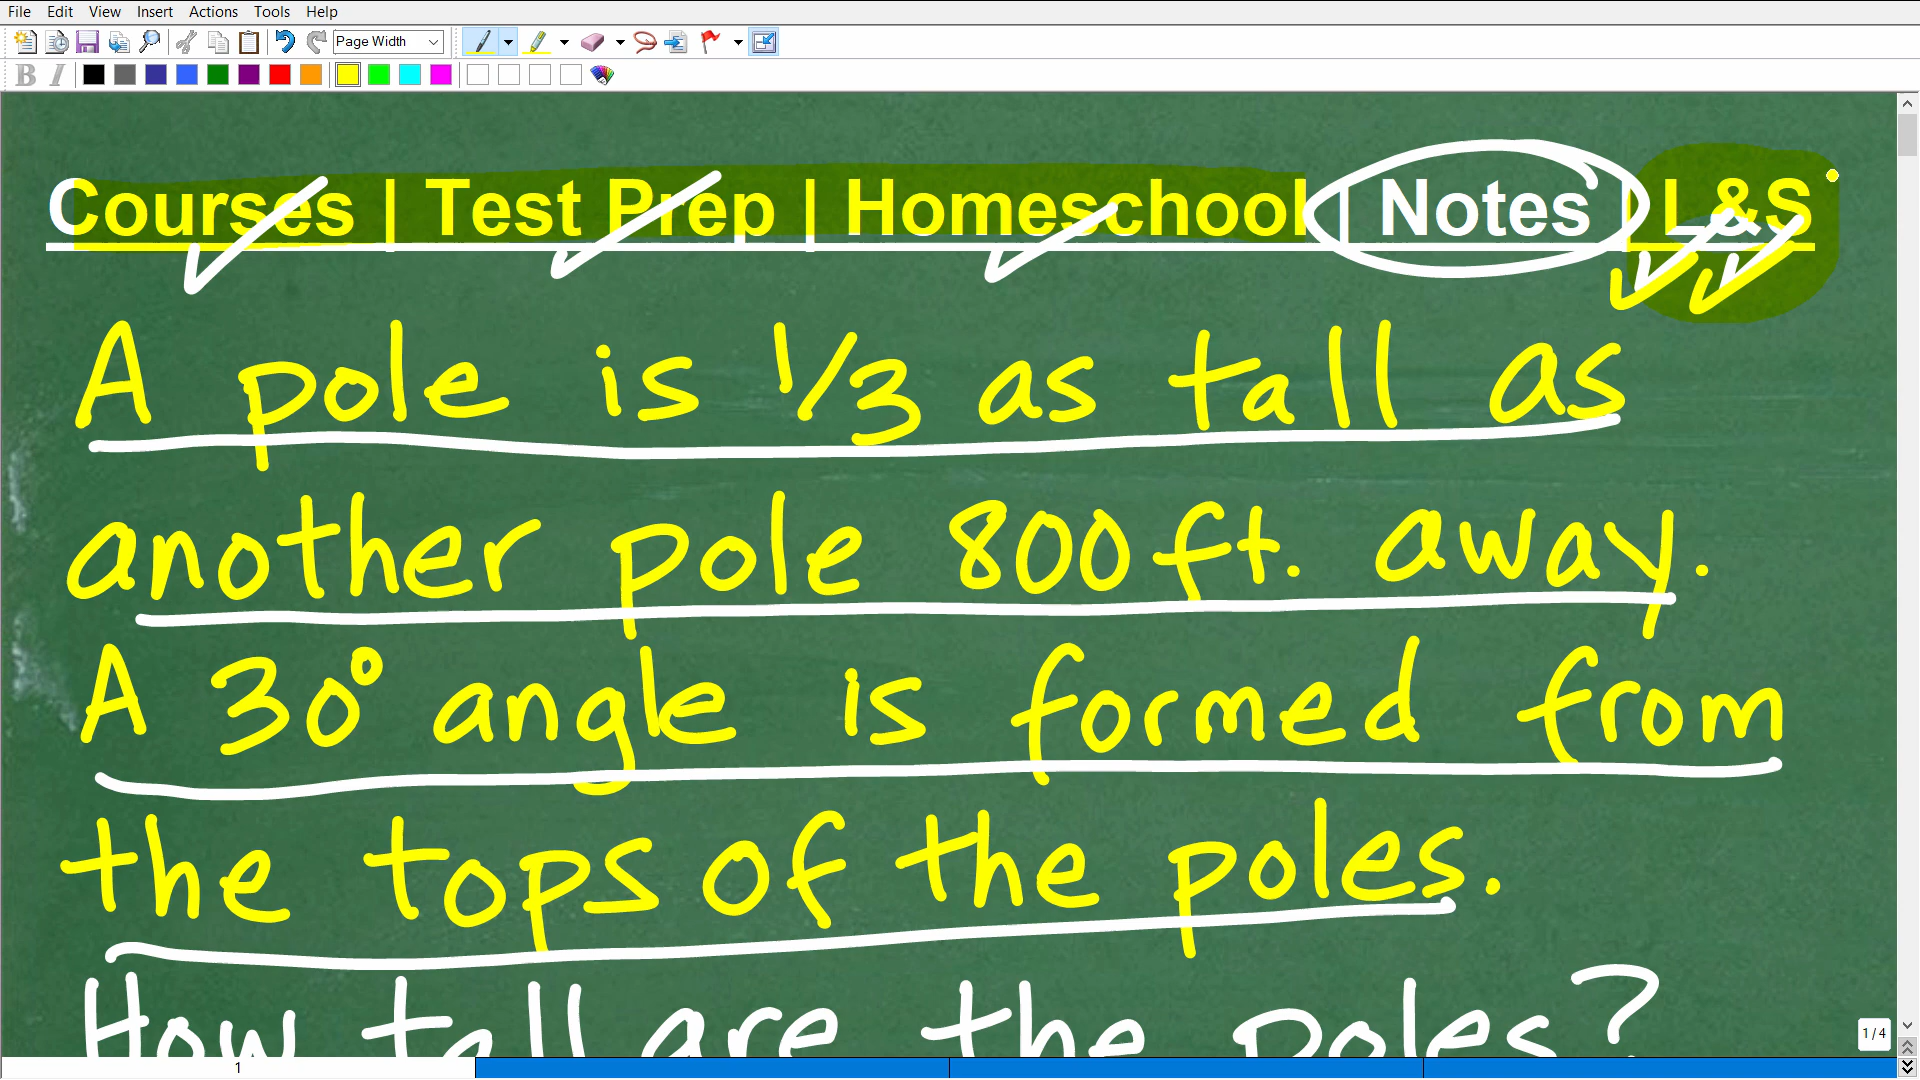 File Edit View Insert Actions Tools Help
Page Width
B I
Courses | Test Prep | Homeschool | Notes | L&S
A pole is 1/3 as tall as
another pole 800 ft. away.
A 30° angle is formed from
the tops of the poles.
How tall are the poles?
1 / 4
1